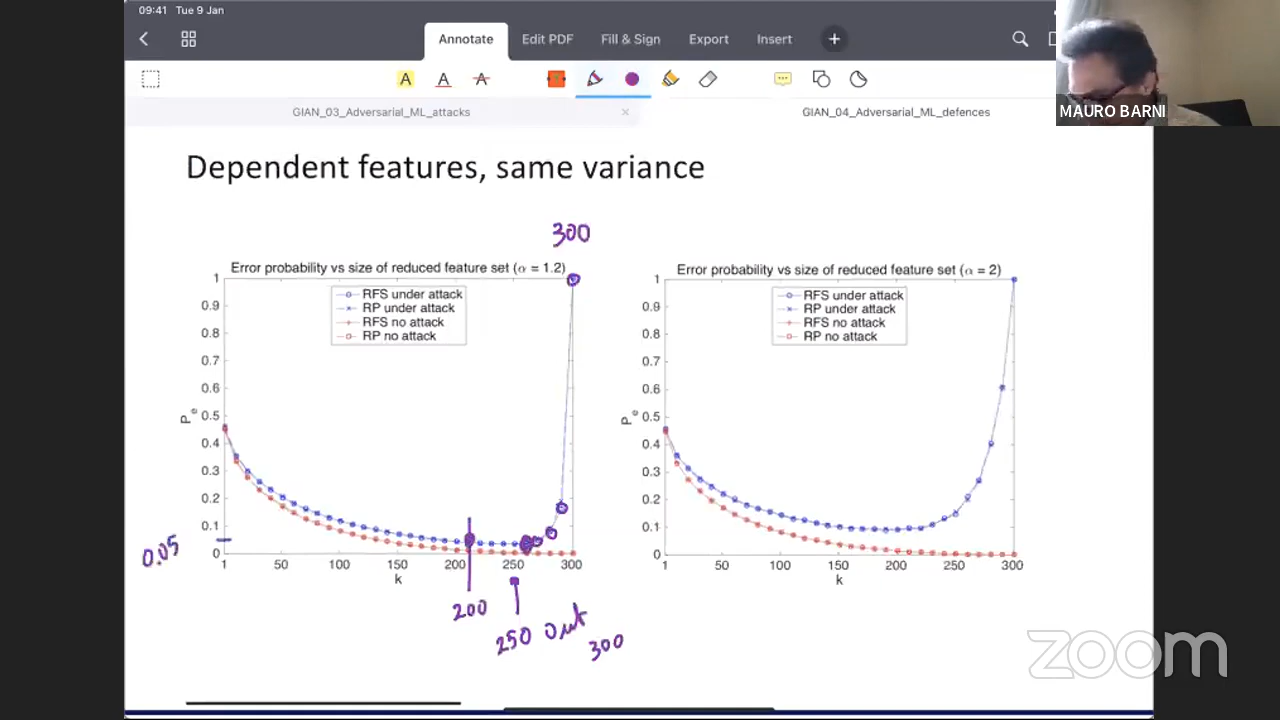 09:41 Tue 9 Jan
Annotate Edit PDF Fill & Sign Export Insert
A A A
MAURO BARNI
GIAN_03_Adversarial_ML_attacks
GIAN_04_Adversarial_ML_defences
Dependent features, same variance
300
Error probability vs size of reduced feature set (α = 1.2)
RFS under attack
RP under attack
RFS no attack
RP no attack
1
0.9
0.8
0.7
0.6
0.5
0.4
0.3
0.2
0.1
0
Pe
1 50 100 150 200 250 300
k
0.05
200
250 out
300
Error probability vs size of reduced feature set (α = 2)
RFS under attack
RP under attack
RFS no attack
RP no attack
1
0.9
0.8
0.7
0.6
0.5
0.4
0.3
0.2
0.1
0
Pe
1 50 100 150 200 250 300
k
zoom